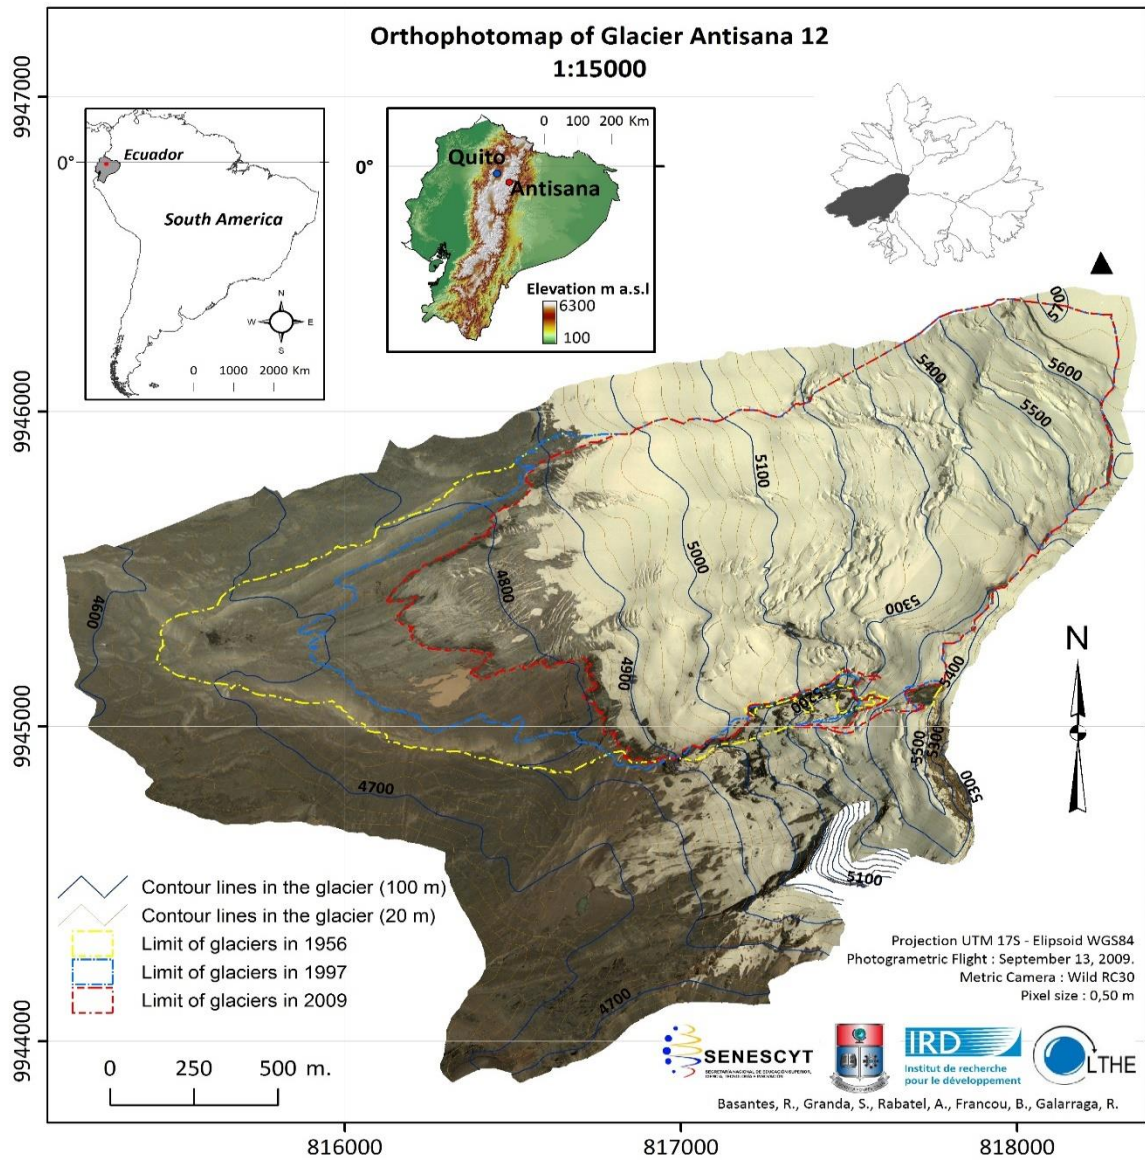 Orthophotomap of Glacier Antisana 12
1:15000
9947000
9946000
9945000
9944000
816000
817000
818000
0°
Ecuador
South America
N
W
E
S
0 1000 2000 Km
0 100 200 Km
0°
Quito
Antisana
Elevation m a.s.l
6300
100
5700
5600
5400
5500
5100
5000
4800
4600
5300
4900
5200
5400
5500
5300
5300
4700
5100
4700
N
Contour lines in the glacier (100 m)
Contour lines in the glacier (20 m)
Limit of glaciers in 1956
Limit of glaciers in 1997
Limit of glaciers in 2009
0 250 500 m.
Projection UTM 17S - Elipsoid WGS84
Photogrametric Flight : September 13, 2009.
Metric Camera : Wild RC30
Pixel size : 0,50 m
SENESCYT
IRD
Institut de recherche
pour le développement
LTHE
Basantes, R., Granda, S., Rabatel, A., Francou, B., Galarraga, R.